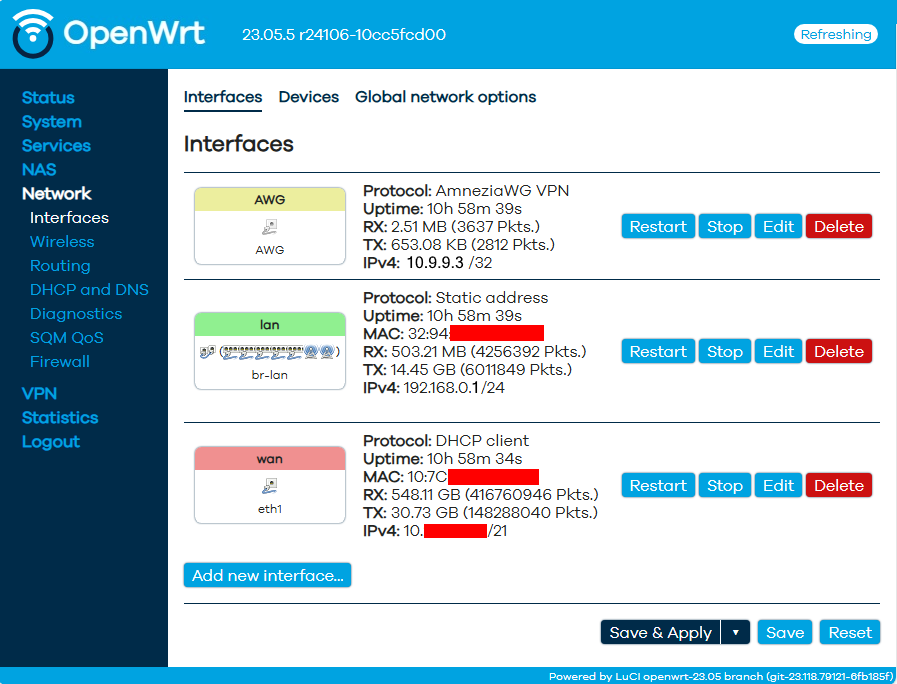 OpenWrt
23.05.5 r24106-10cc5fcd00
Refreshing
Status
System
Services
NAS
Network
Interfaces
Wireless
Routing
DHCP and DNS
Diagnostics
SQM QoS
Firewall
VPN
Statistics
Logout
Interfaces Devices Global network options
Interfaces
AWG
AWG
Protocol: AmneziaWG VPN
Uptime: 10h 58m 39s
RX: 2.51 MB (3637 Pkts.)
TX: 653.08 KB (2812 Pkts.)
IPv4: 10.9.9.3 /32
Restart Stop Edit Delete
lan
( )
br-lan
Protocol: Static address
Uptime: 10h 58m 39s
MAC: 32:94:
RX: 503.21 MB (4256392 Pkts.)
TX: 14.45 GB (6011849 Pkts.)
IPv4: 192.168.0.1/24
Restart Stop Edit Delete
wan
eth1
Protocol: DHCP client
Uptime: 10h 58m 34s
MAC: 10:7C
RX: 548.11 GB (416760946 Pkts.)
TX: 30.73 GB (148288040 Pkts.)
IPv4: 10. /21
Restart Stop Edit Delete
Add new interface...
Save & Apply ▾ Save Reset
Powered by LuCI openwrt-23.05 branch (git-23.118.79121-6fb185f)